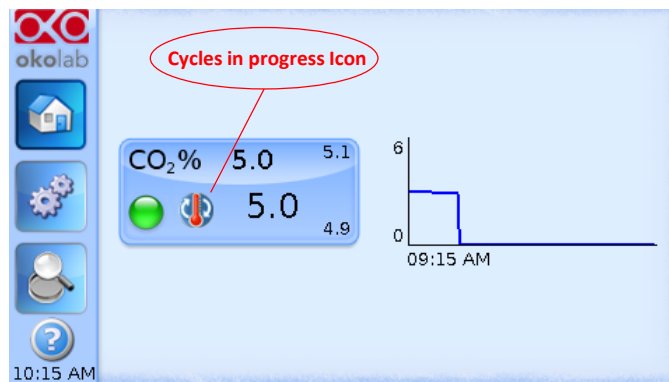 OKO
okolab
Cycles in progress Icon
CO₂% 5.0 5.1
5.0
4.9
6
0
09:15 AM
?
10:15 AM